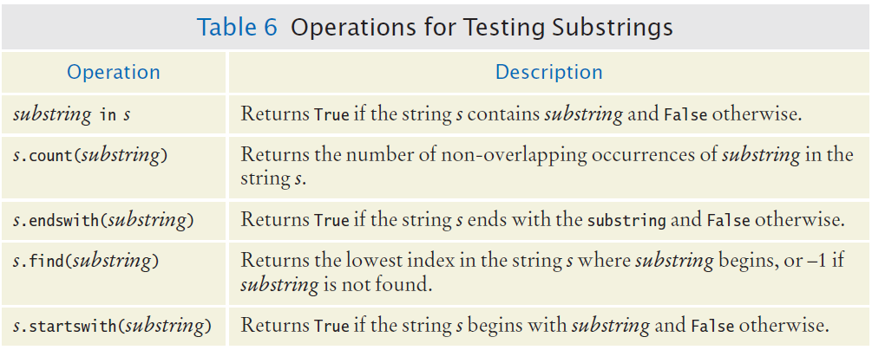 Table 6 Operations for Testing Substrings
Operation Description
substring in s Returns True if the string s contains substring and False otherwise.
s.count(substring) Returns the number of non-overlapping occurrences of substring in the
string s.
s.endswith(substring) Returns True if the string s ends with the substring and False otherwise.
s.find(substring) Returns the lowest index in the string s where substring begins, or –1 if
substring is not found.
s.startswith(substring) Returns True if the string s begins with substring and False otherwise.